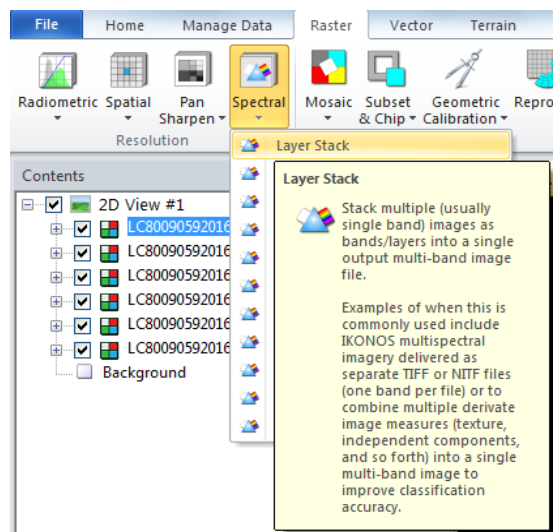 File Home Manage Data Raster Vector Terrain
Radiometric Spatial Pan Sharpen Spectral Mosaic Subset & Chip Geometric Calibration Repro
Resolution
Layer Stack
Contents
2D View #1
LC80090592016
LC80090592016
LC80090592016
LC80090592016
LC80090592016
LC80090592016
Background
Layer Stack
Stack multiple (usually
single band) images as
bands/layers into a single
output multi-band image
file.
Examples of when this is
commonly used include
IKONOS multispectral
imagery delivered as
separate TIFF or NITF files
(one band per file) or to
combine multiple derivate
image measures (texture,
independent components,
and so forth) into a single
multi-band image to
improve classification
accuracy.